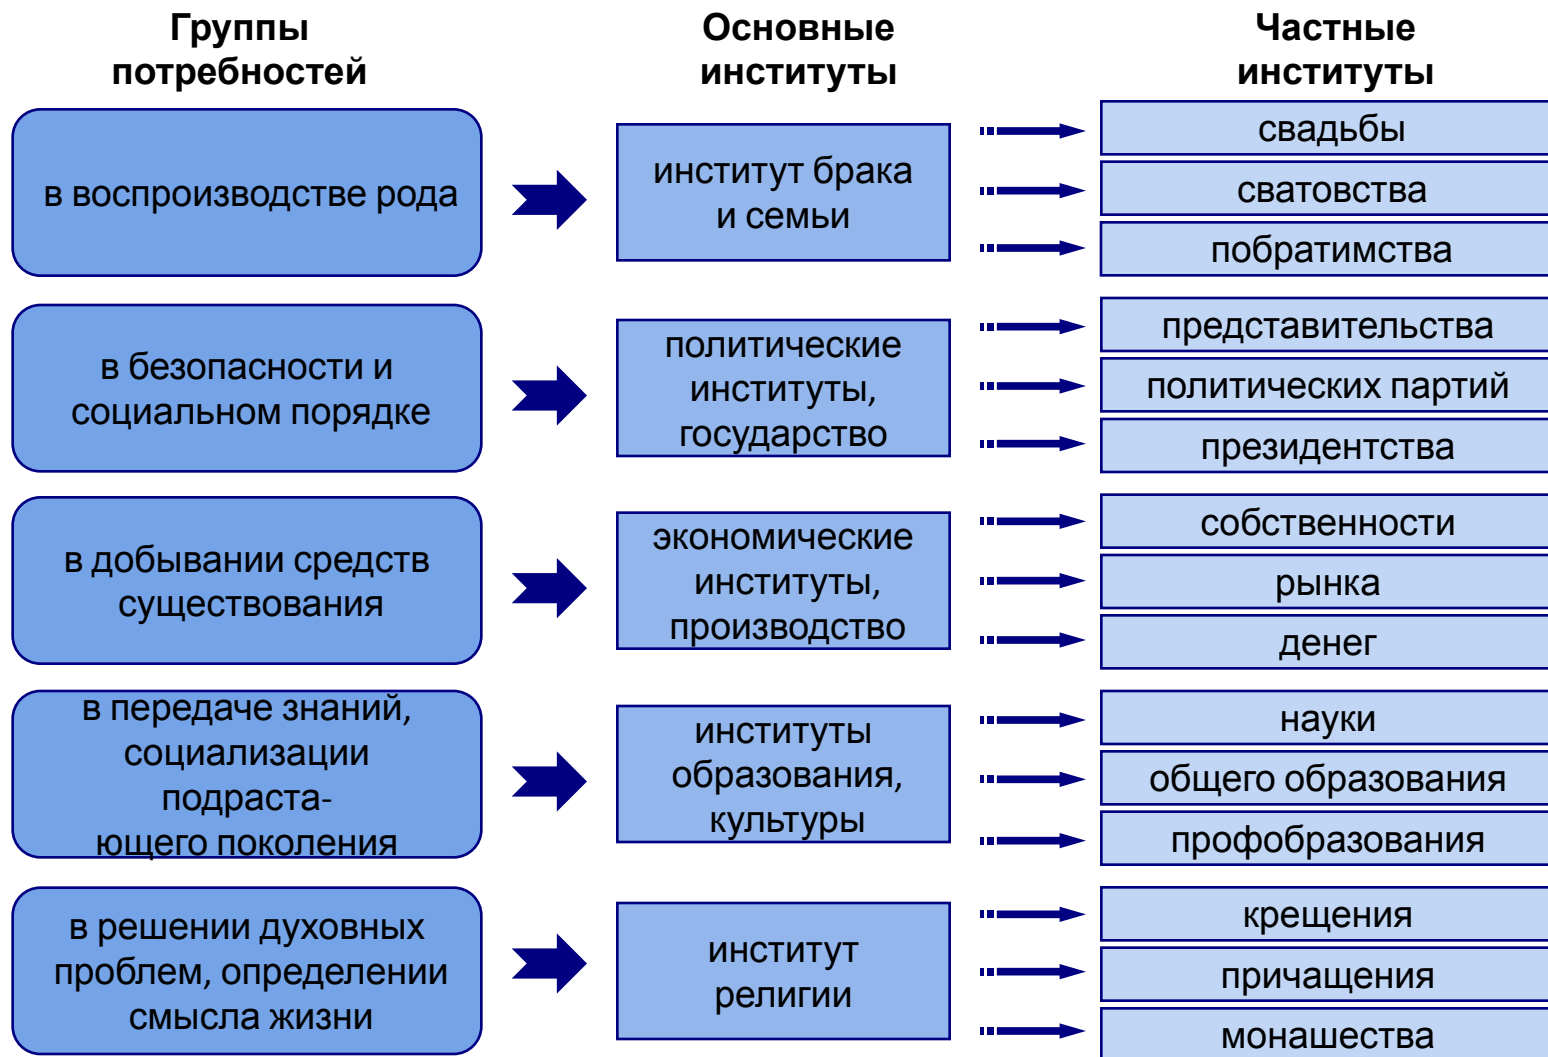 Группы
потребностей
Основные
институты
Частные
институты
в воспроизводстве рода
институт брака
и семьи
свадьбы
сватовства
побратимства
в безопасности и
социальном порядке
политические
институты,
государство
представительства
политических партий
президентства
в добывании средств
существования
экономические
институты,
производство
собственности
рынка
денег
в передаче знаний,
социализации
подраста-
ющего поколения
институты
образования,
культуры
науки
общего образования
профобразования
в решении духовных
проблем, определении
смысла жизни
институт
религии
крещения
причащения
монашества